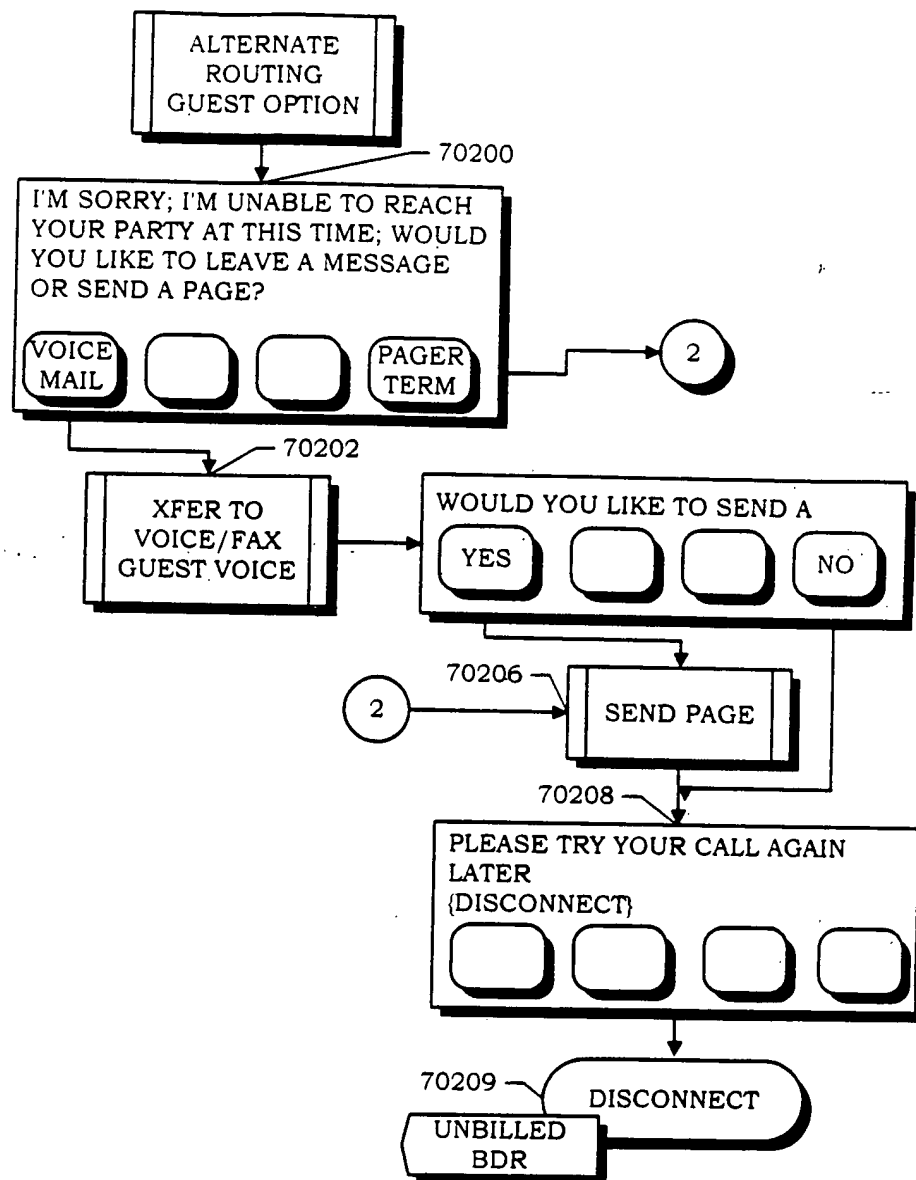 ALTERNATE
ROUTING
GUEST OPTION
70200
I'M SORRY; I'M UNABLE TO REACH
YOUR PARTY AT THIS TIME; WOULD
YOU LIKE TO LEAVE A MESSAGE
OR SEND A PAGE?
VOICE
MAIL
PAGER
TERM
2
70202
XFER TO
VOICE/FAX
GUEST VOICE
WOULD YOU LIKE TO SEND A
YES
NO
70206
2
SEND PAGE
70208
PLEASE TRY YOUR CALL AGAIN
LATER
{DISCONNECT}
70209
DISCONNECT
UNBILLED
BDR